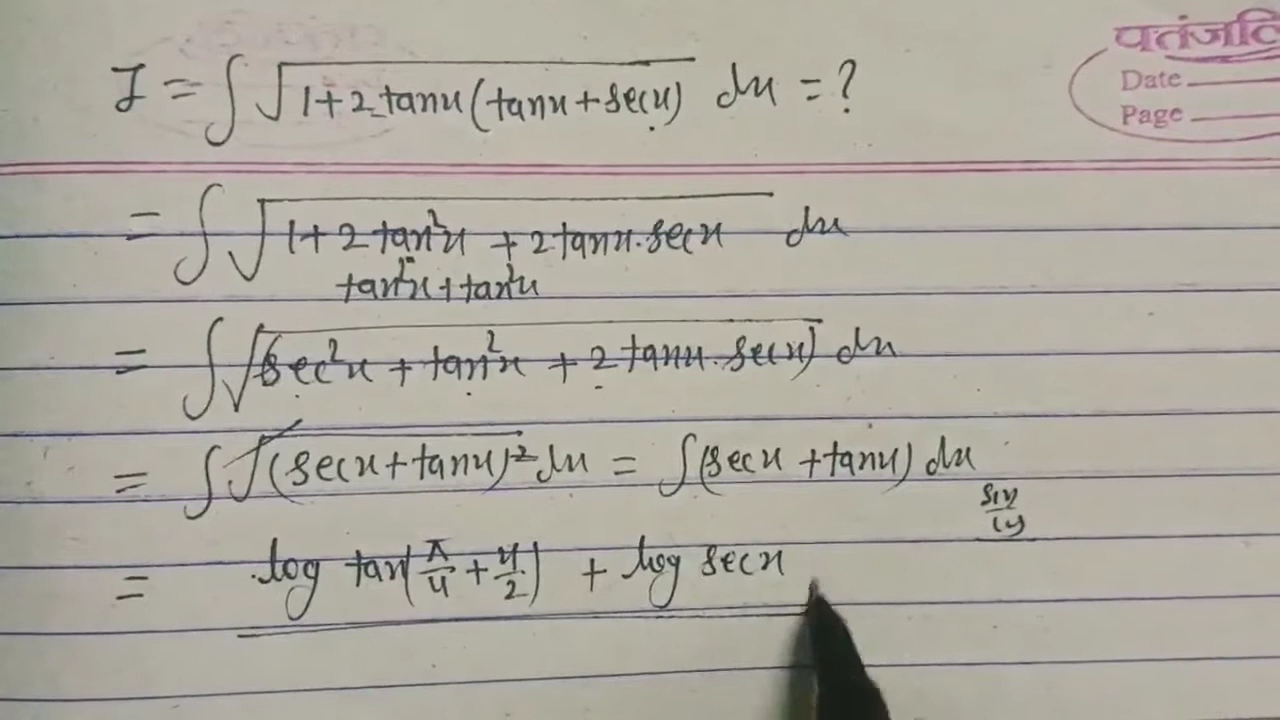 पतंजलि
Date
Page
I = ∫ √1+2 tanx (tanx + secx) dx = ?
= ∫ √1+2 tan²x + 2 tanx. secx dx
tan²x + tan²x
= ∫ √(sec²x + tan²x + 2 tanx. secx) dx
= ∫ √(secx + tanx)² dx = ∫ (secx + tanx) dx
= log tan(π/4 + x/2) + log secx